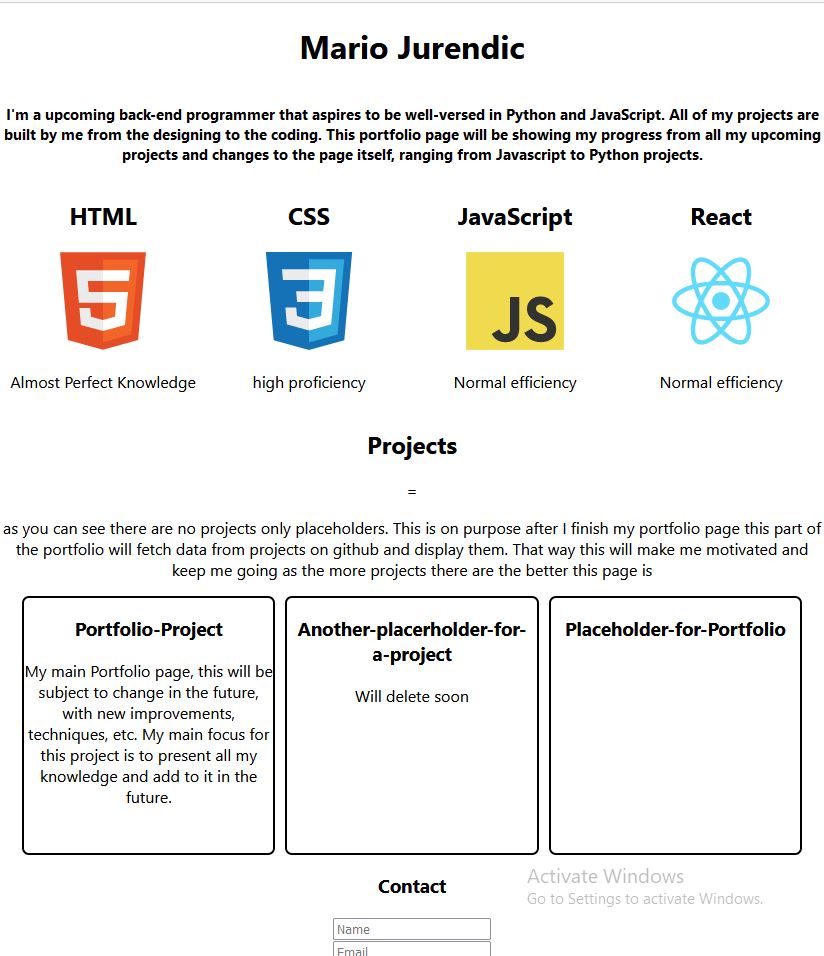 Mario Jurendic
I'm a upcoming back-end programmer that aspires to be well-versed in Python and JavaScript. All of my projects are
built by me from the designing to the coding. This portfolio page will be showing my progress from all my upcoming
projects and changes to the page itself, ranging from Javascript to Python projects.
HTML CSS JavaScript React
5 3 JS
Almost Perfect Knowledge high proficiency Normal efficiency Normal efficiency
Projects
=
as you can see there are no projects only placeholders. This is on purpose after I finish my portfolio page this part of
the portfolio will fetch data from projects on github and display them. That way this will make me motivated and
keep me going as the more projects there are the better this page is
Portfolio-Project
My main Portfolio page, this will be
subject to change in the future,
with new improvements,
techniques, etc. My main focus for
this project is to present all my
knowledge and add to it in the
future.
Another-placerholder-for-
a-project
Will delete soon
Placeholder-for-Portfolio
Contact
Name
Email
Activate Windows
Go to Settings to activate Windows.